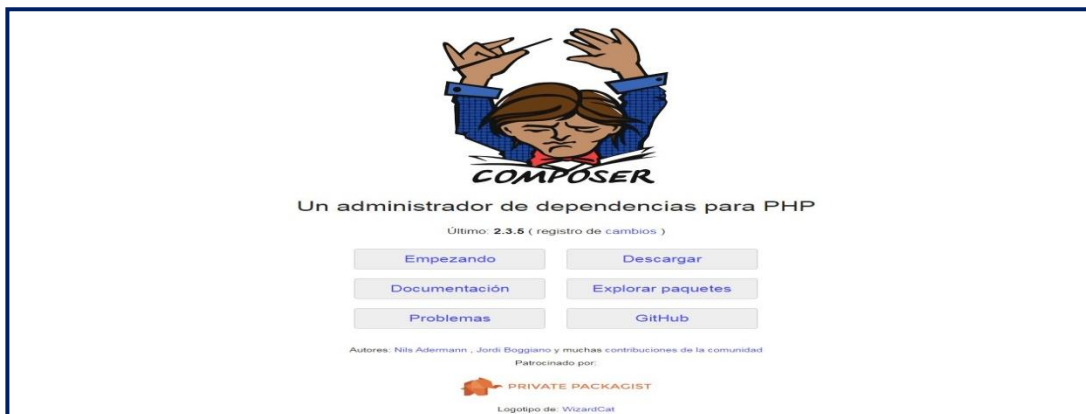 COMPOSER
Un administrador de dependencias para PHP
Último: 2.3.5 ( registro de cambios )
Empezando
Descargar
Documentación
Explorar paquetes
Problemas
GitHub
Autores: Nils Adermann , Jordi Boggiano y muchas contribuciones de la comunidad
Patrocinado por:
PRIVATE PACKAGIST
Logotipo de: WizardCat